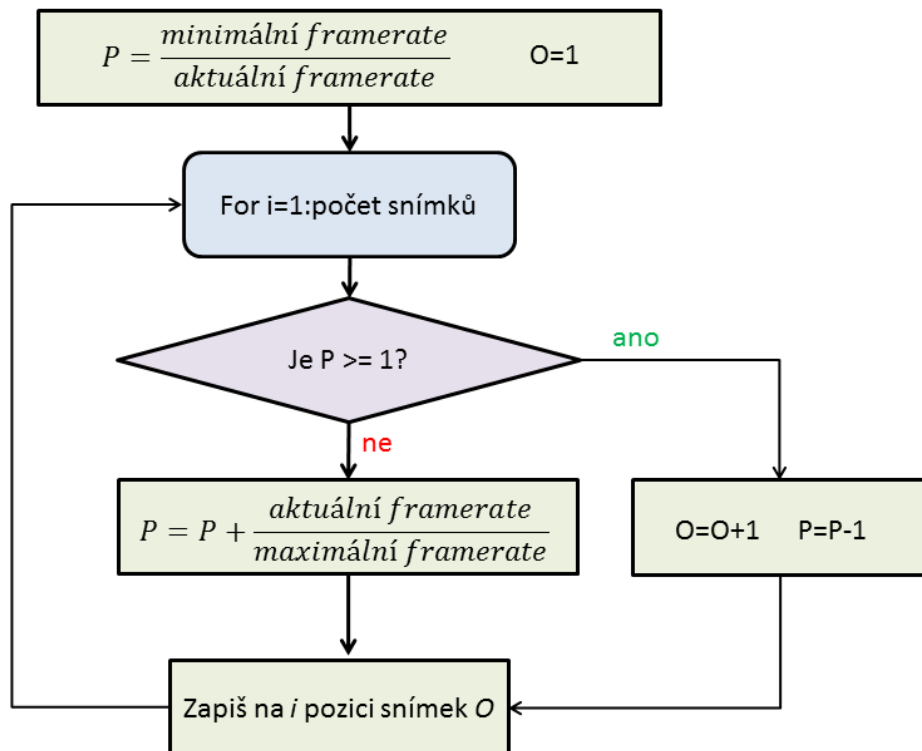 P = minimální framerate / aktuální framerate O=1
For i=1:počet snímků
Je P >= 1?
ano
ne
P = P + aktuální framerate / maximální framerate
O=O+1 P=P-1
Zapiš na i pozici snímek O